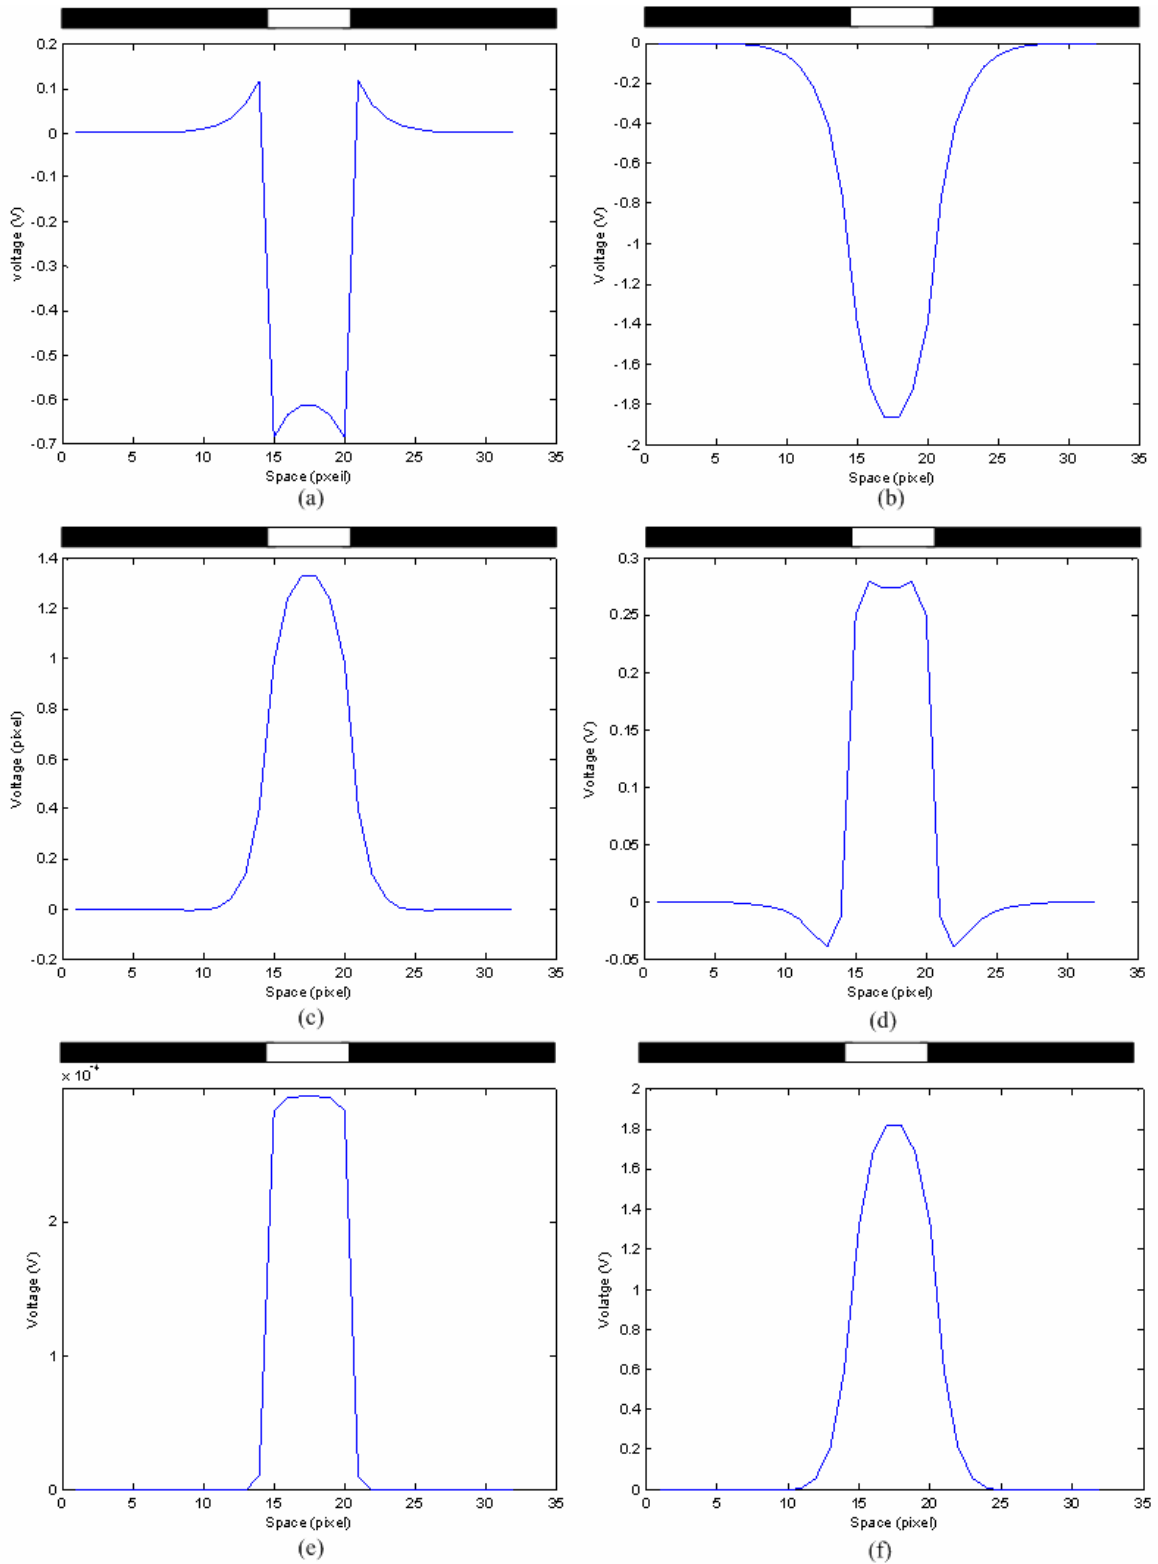 0.2
0.1
0
-0.1
-0.2
-0.3
-0.4
-0.5
-0.6
-0.7
voltage (V)
0 5 10 15 20 25 30 35
Space (pxeil)
(a)
0
-0.2
-0.4
-0.6
-0.8
-1
-1.2
-1.4
-1.6
-1.8
-2
Voltage (V)
0 5 10 15 20 25 30 35
Space (pixel)
(b)
1.4
1.2
1
0.8
0.6
0.4
0.2
0
-0.2
Voltage (pixel)
0 5 10 15 20 25 30 35
Space (pixel)
(c)
0.3
0.25
0.2
0.15
0.1
0.05
0
-0.05
Voltage (V)
0 5 10 15 20 25 30 35
Space (pixel)
(d)
× 10⁻⁴
2
1
0
Voltage (V)
0 5 10 15 20 25 30 35
Space (pixel)
(e)
2
1.8
1.6
1.4
1.2
1
0.8
0.6
0.4
0.2
0
Volatge (V)
0 5 10 15 20 25 30 35
Space (pixel)
(f)